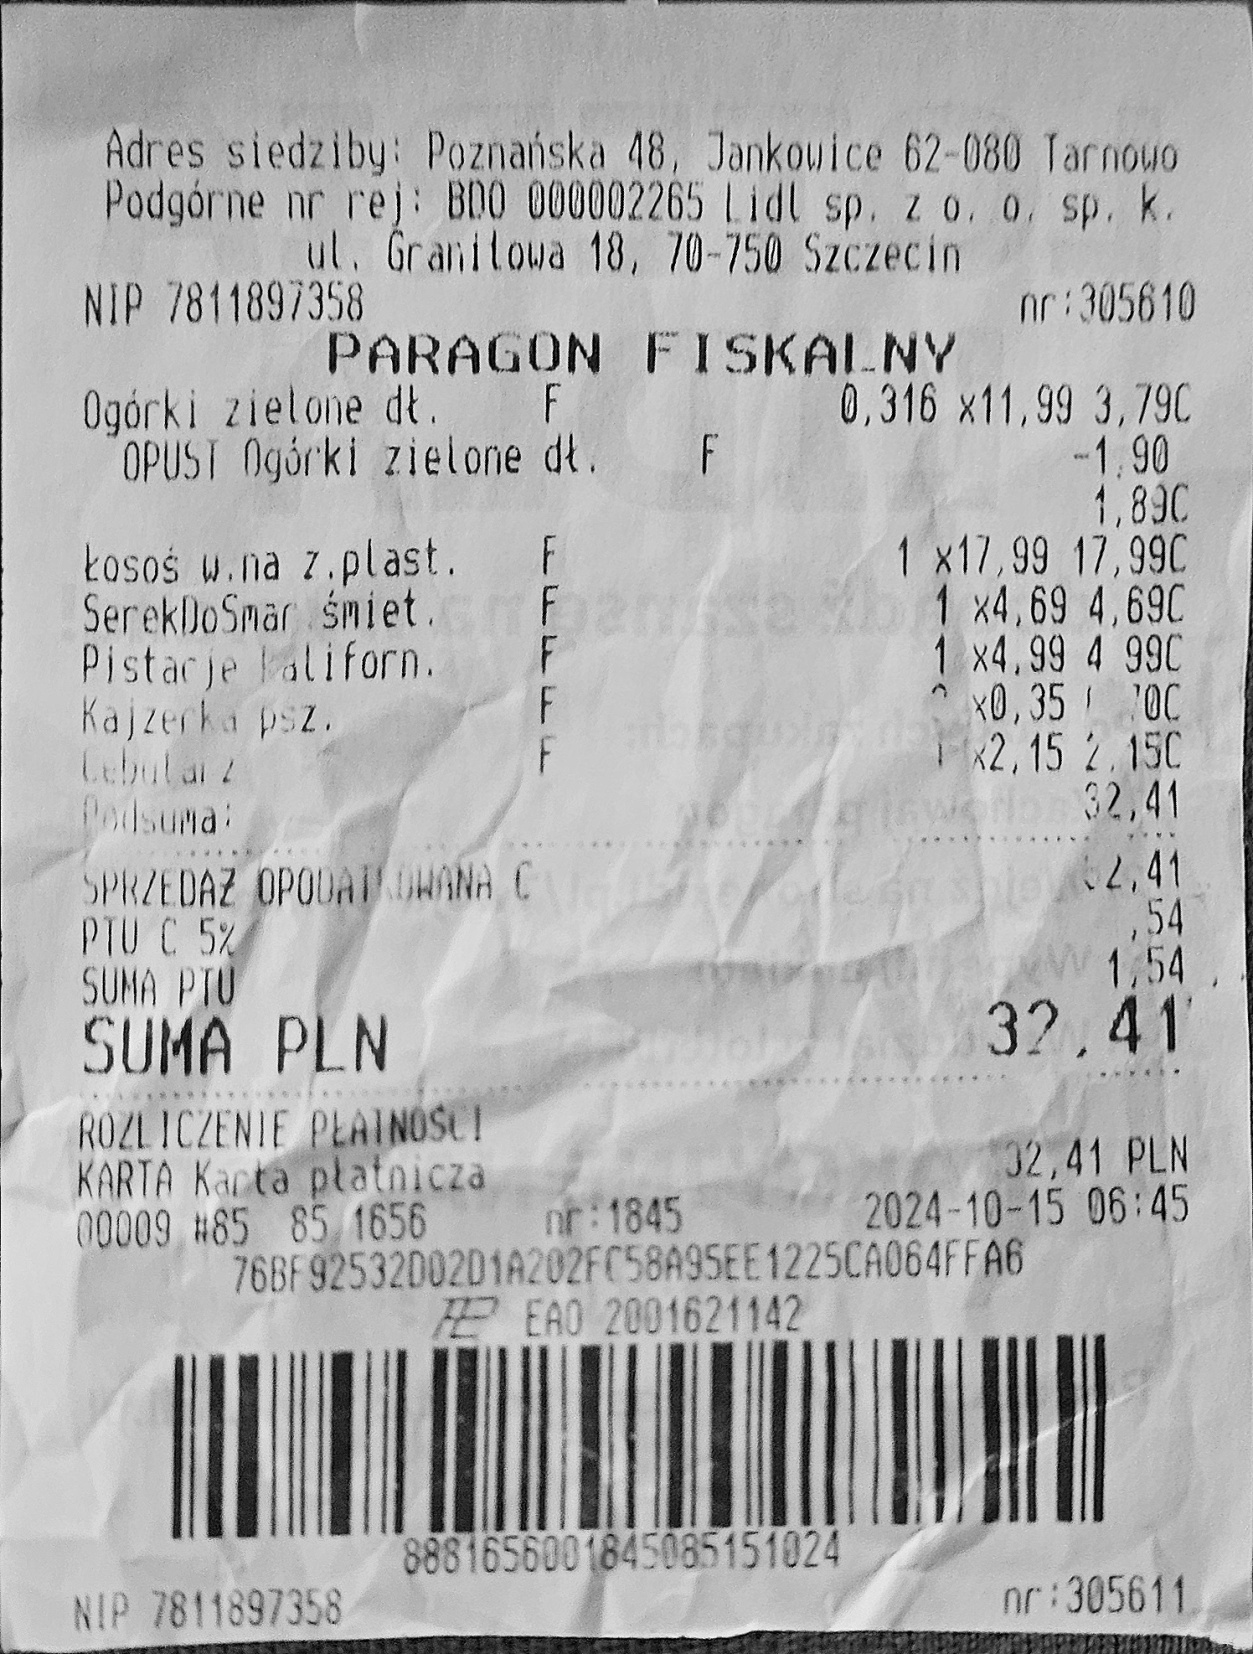 Adres siedziby: Poznańska 48, Jankowice 62-080 Tarnowo
Podgórne nr rej: BDO 000002265 Lidl sp. z o. o. sp. k.
ul. Granitowa 18, 70-750 Szczecin
NIP 7811897358 nr:305610
PARAGON FISKALNY
Ogórki zielone dł. F 0,316 x11,99 3,79C
OPUST Ogórki zielone dł. F -1,90
1,89C
Łosoś w.na z.plast. F 1 x17,99 17,99C
SerekDoSmar śmiet. F 1 x4,69 4,69C
Pistacje kaliforn. F 1 x4,99 4,99C
Kajzerka psz. F x0,35
Cebularz F 1 x2,15 2,15C
Podsuma: 32,41
SPRZEDAŻ OPODATKOWANA C 32,41
PTU C 5% ,54
SUMA PTU 1,54
SUMA PLN 32,41
ROZLICZENIE PŁATNOŚCI
KARTA Karta płatnicza 32,41 PLN
00009 #85 85 1656 nr:1845 2024-10-15 06:45
76BF92532D02D1A202FC58A95EE1225CA064FFA6
EAO 2001621142
8881656001845085151024
NIP 7811897358 nr:305611